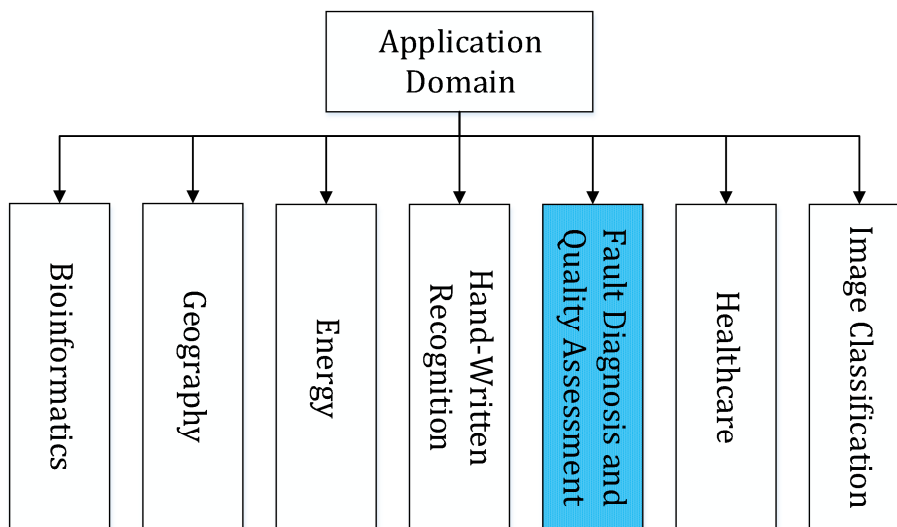 Application
Domain
Bioinformatics
Geography
Energy
Hand-Written
Recognition
Fault Diagnosis and
Quality Assessment
Healthcare
Image Classification